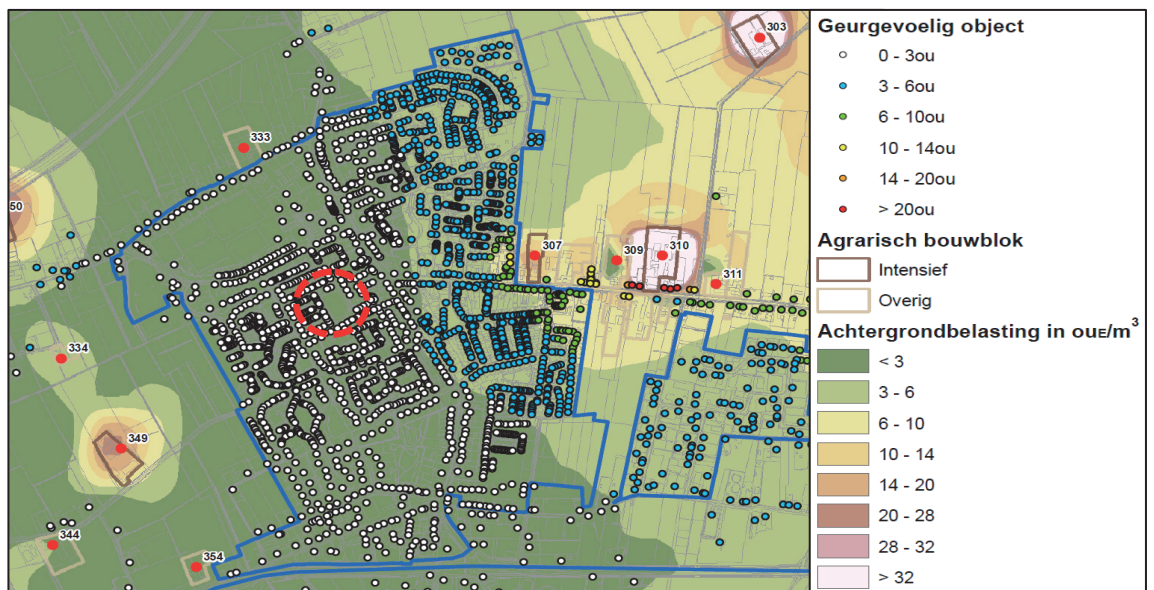 303
333
50
307
309
310
311
334
349
344
354
Geurgevoelig object
0 - 3ou
3 - 6ou
6 - 10ou
10 - 14ou
14 - 20ou
> 20ou
Agrarisch bouwblok
Intensief
Overig
Achtergrondbelasting in ouE/m³
< 3
3 - 6
6 - 10
10 - 14
14 - 20
20 - 28
28 - 32
> 32